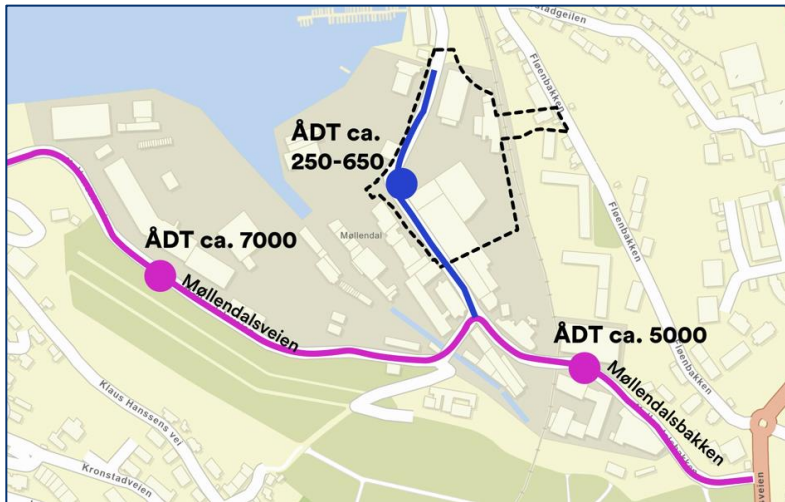 Fløenbakken
ÅDT ca.
250-650
Møllendal
Fløenbakken
ÅDT ca. 7000
Møllendalsveien
ÅDT ca. 5000
Møllendalsbakken
Fløenbakken
Klaus Hanssens vei
Kronstadveien